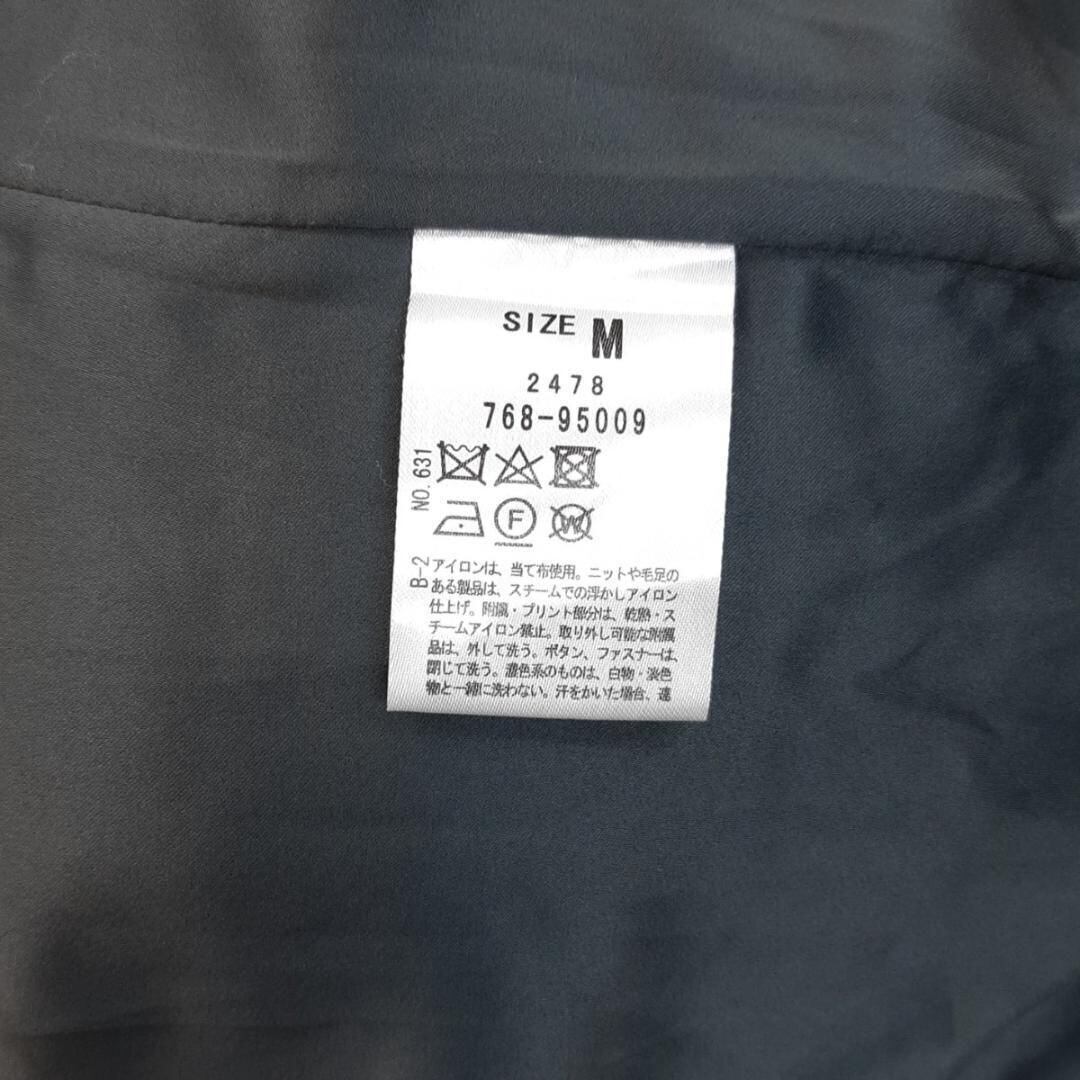 SIZE M
2478
768-95009
NO. 631
F
W
B-2
アイロンは、当て布使用。ニットや毛足の
ある製品は、スチームでの浮かしアイロン
仕上げ。附属・プリント部分は、乾熱・ス
チームアイロン禁止。取り外し可能な附属
品は、外して洗う。ボタン、ファスナーは、
閉じて洗う。濃色系のものは、白物・淡色
物と一緒に洗わない。汗をかいた場合、速